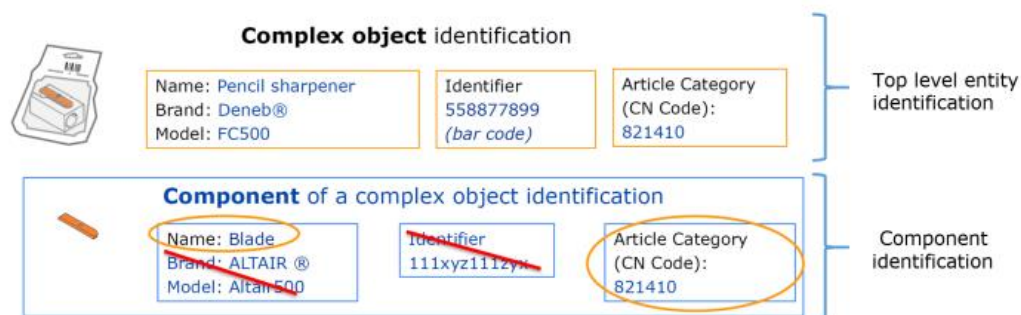 Complex object identification
Name: Pencil sharpener
Brand: Deneb®
Model: FC500
Identifier
558877899
(bar code)
Article Category
(CN Code):
821410
Top level entity
identification
Component of a complex object identification
Name: Blade
Brand: ALTAIR ®
Model: Altair500
Identifier
111xyz1112yx
Article Category
(CN Code):
821410
Component
identification